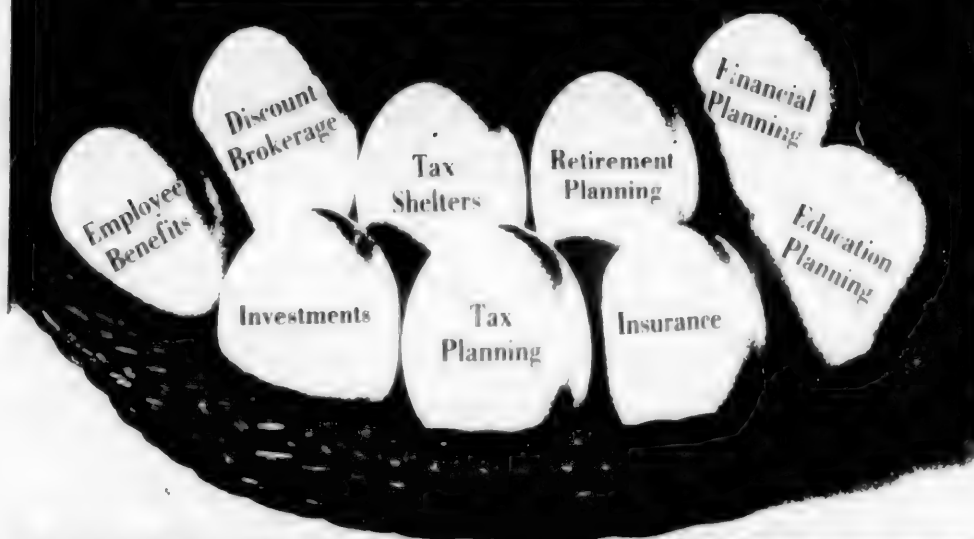 Employee
Benefits
Discount
Brokerage
Tax
Shelters
Retirement
Planning
Financial
Planning
Education
Planning
Investments
Tax
Planning
Insurance